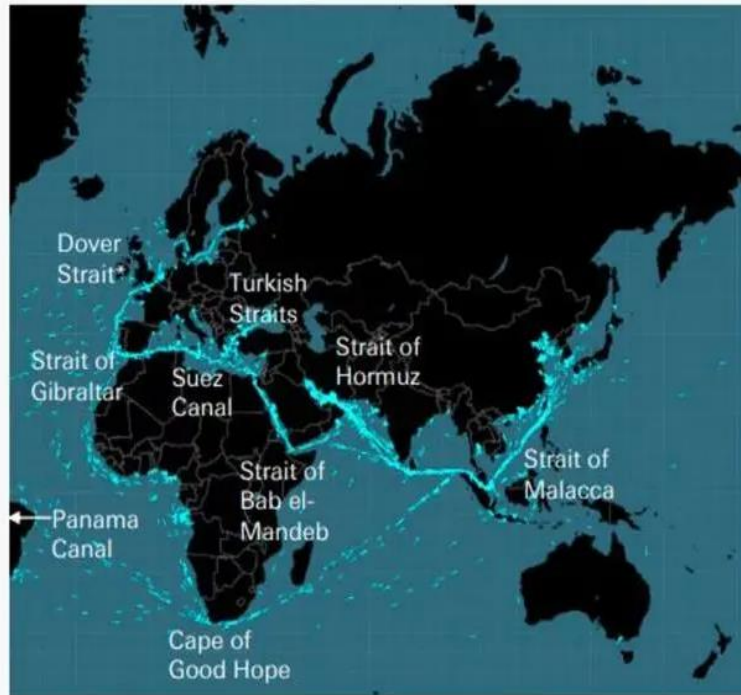 Dover
Strait*
Turkish
Straits
Strait of
Gibraltar
Suez
Canal
Strait of
Hormuz
Strait of
Bab el-
Mandeb
Strait of
Malacca
Panama
Canal
Cape of
Good Hope